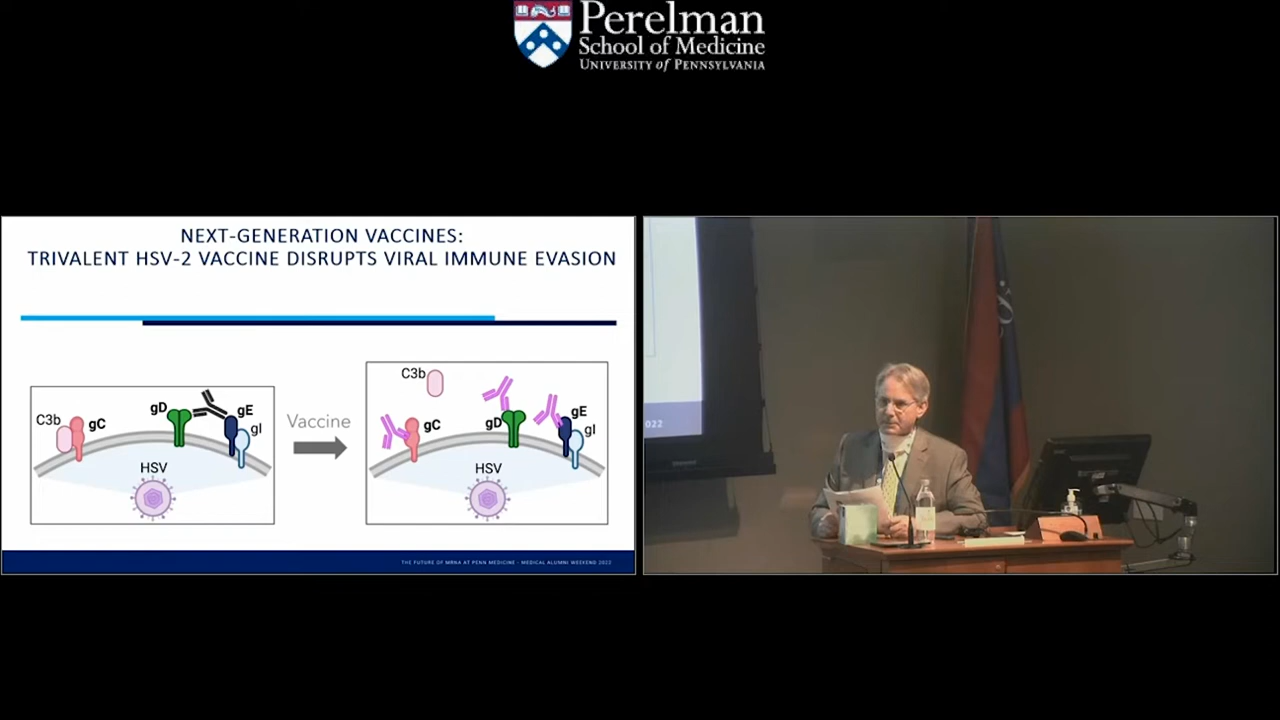 Perelman
School of Medicine
UNIVERSITY of PENNSYLVANIA
NEXT-GENERATION VACCINES:
TRIVALENT HSV-2 VACCINE DISRUPTS VIRAL IMMUNE EVASION
C3b
gC
gD
gE
gI
HSV
Vaccine
C3b
gC
gD
gE
gI
HSV
THE FUTURE OF MRNA AT PENN MEDICINE - MEDICAL ALUMNI WEEKEND 2022
022